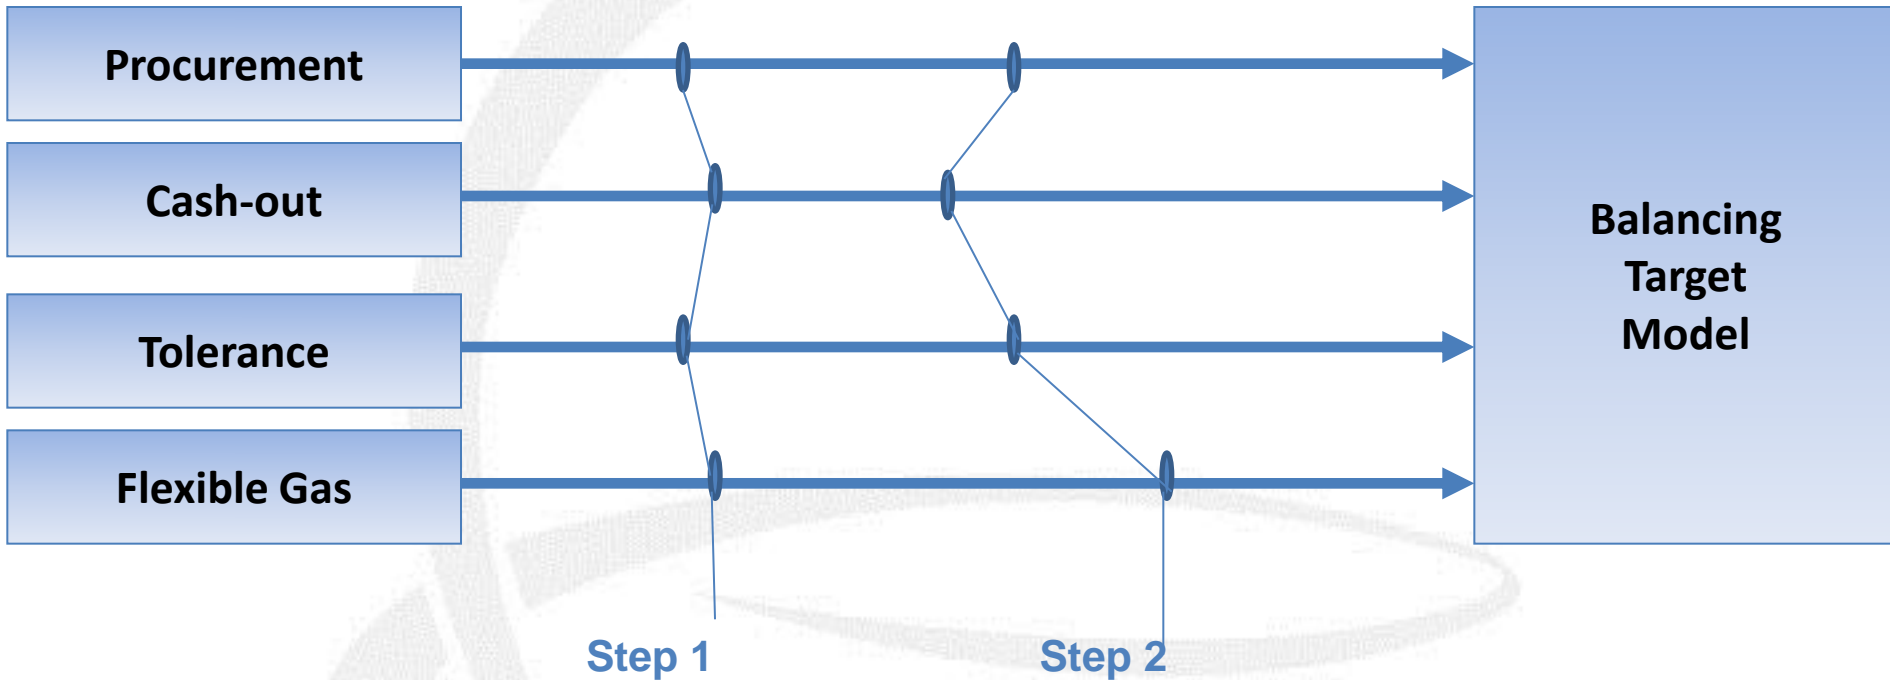 Procurement
Cash-out
Tolerance
Flexible Gas
Balancing
Target
Model
Step 1
Step 2